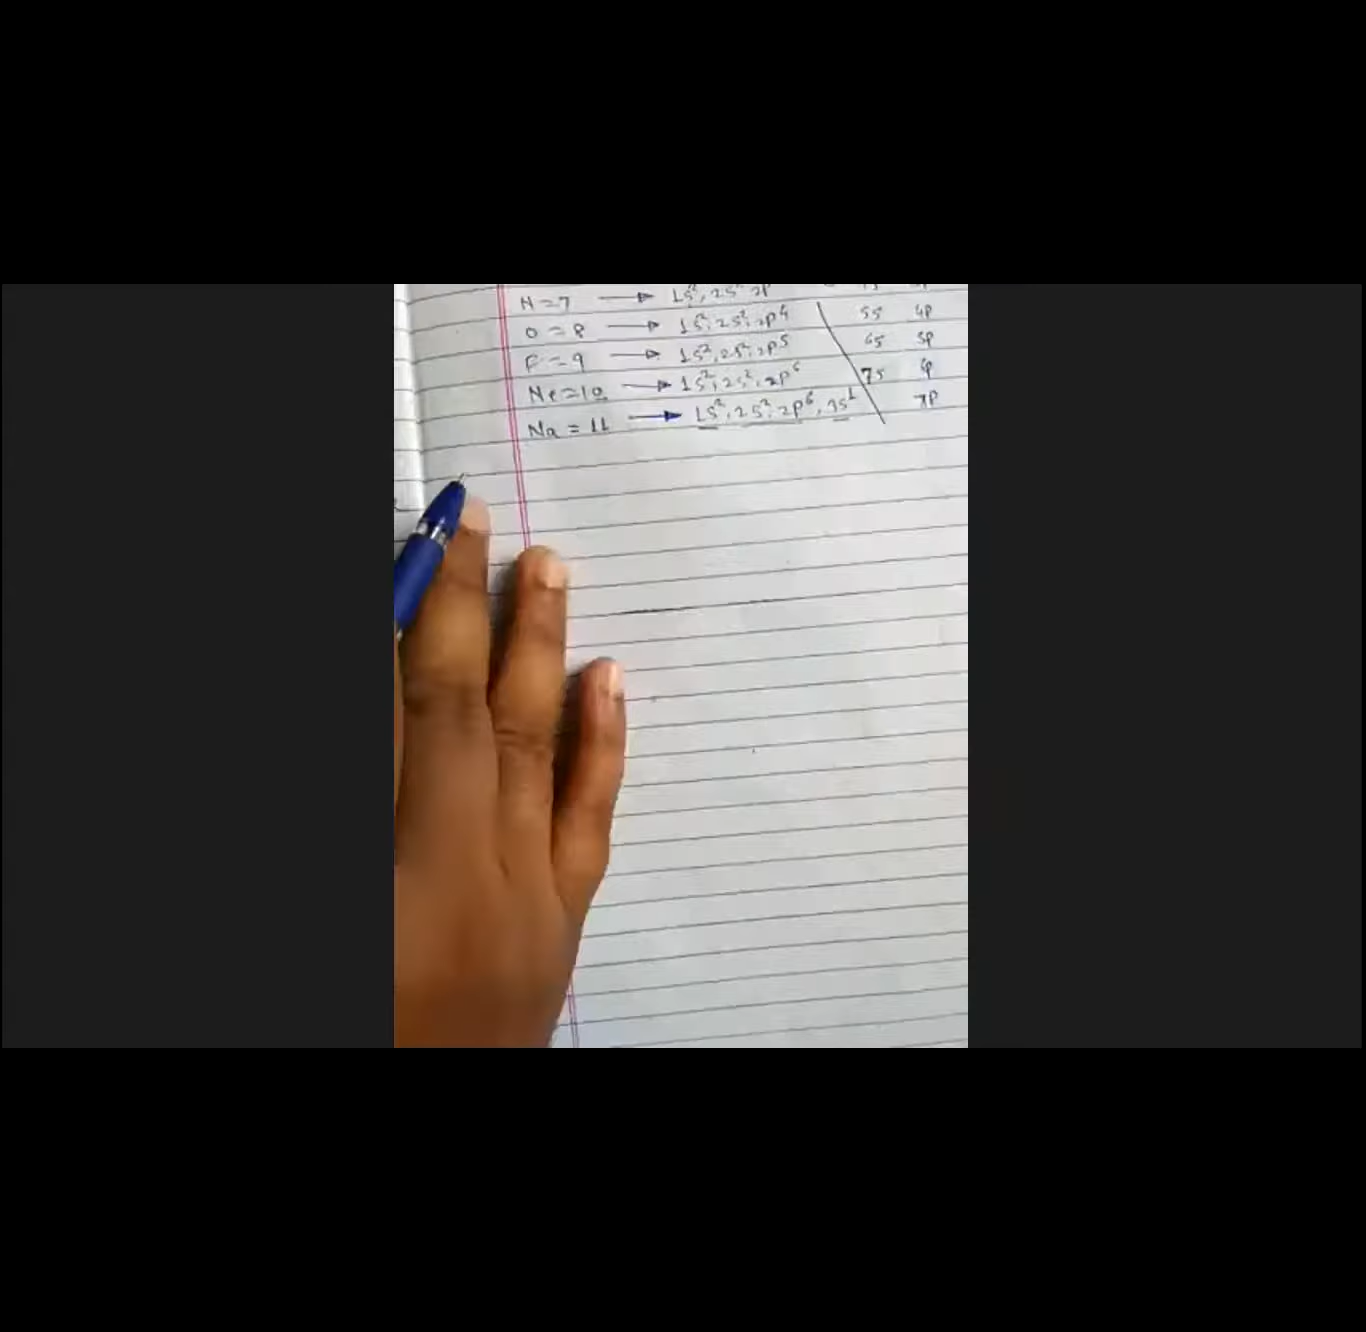 N = 7 → 1s², 2s² 2p
O = 8 → 1s², 2s², 2p⁴ 5s 4p
F = 9 → 1s², 2s², 2p⁵ 6s 5p
Ne = 10 → 1s², 2s², 2p⁶ 7s 6p
Na = 11 → 1s², 2s², 2p⁶, 3s¹ 7p